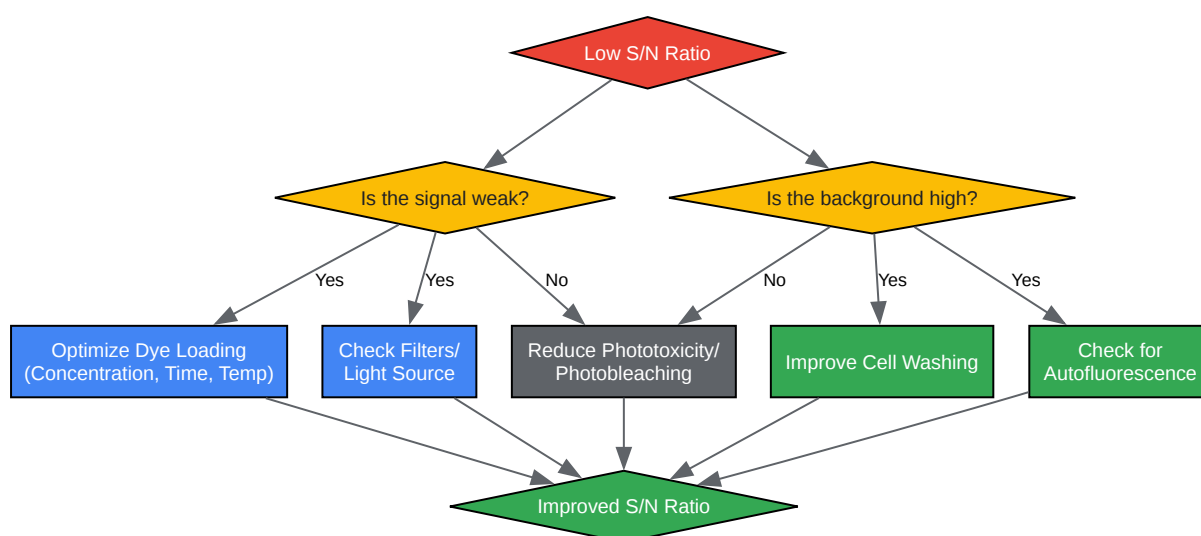 Low S/N Ratio
Is the signal weak?
Is the background high?
Yes
Yes
No
No
Yes
Yes
Optimize Dye Loading
(Concentration, Time, Temp)
Check Filters/
Light Source
Reduce Phototoxicity/
Photobleaching
Improve Cell Washing
Check for
Autofluorescence
Improved S/N Ratio